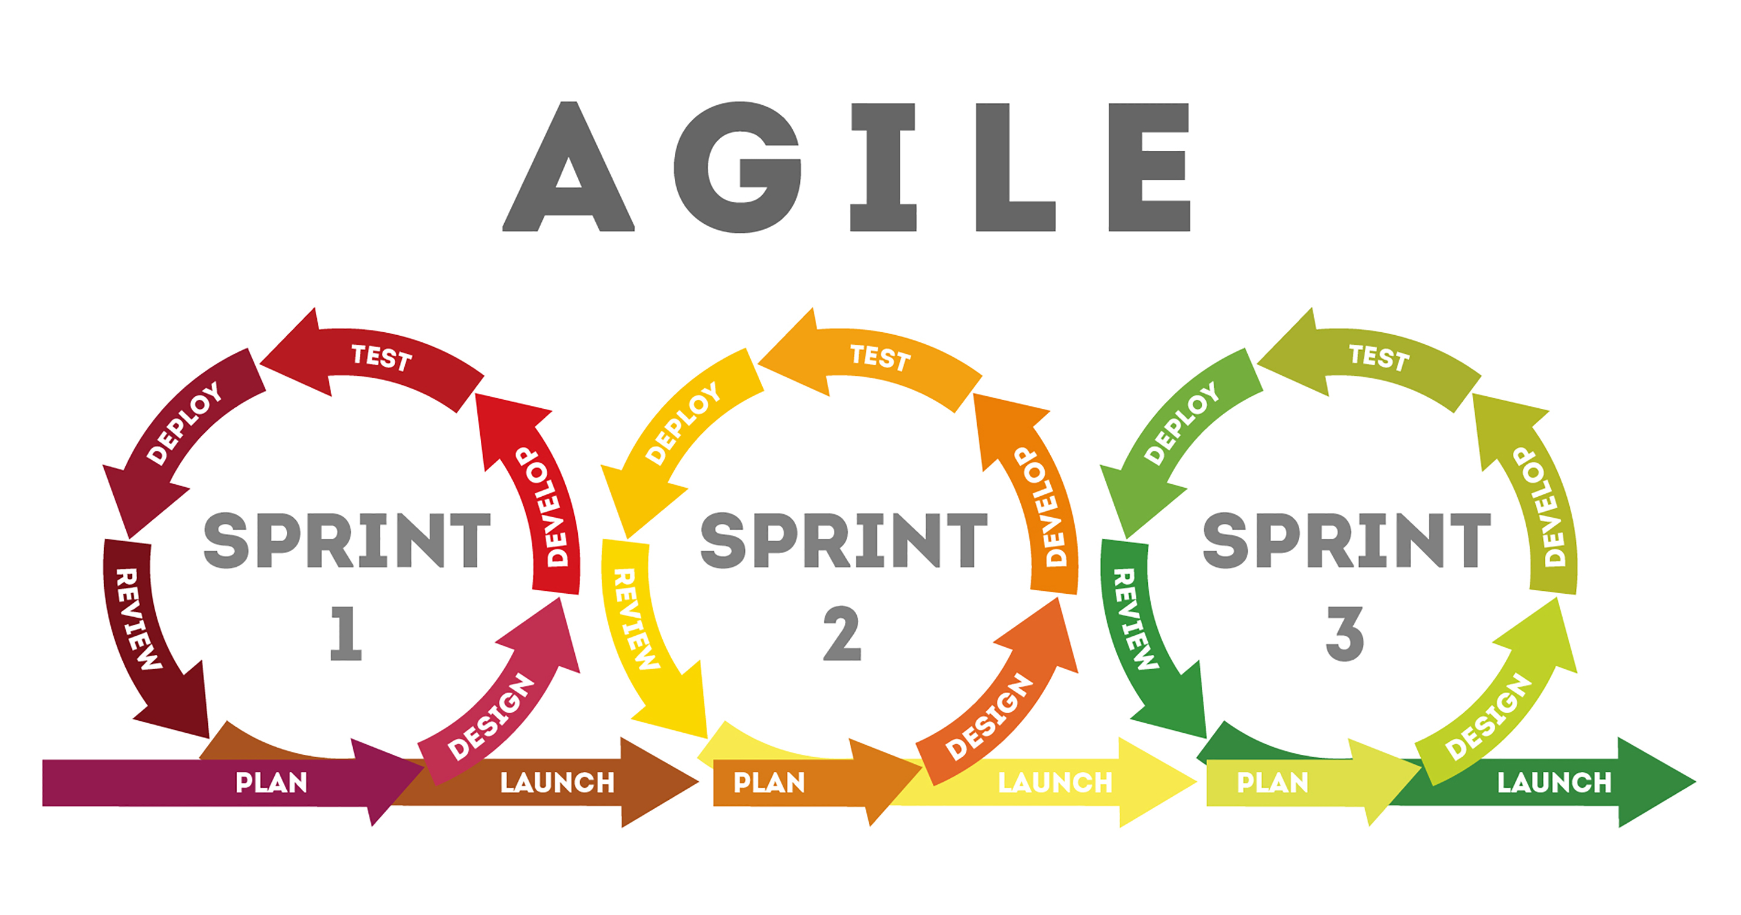 AGILE
SPRINT
1
PLAN
DESIGN
DEVELOP
TEST
DEPLOY
REVIEW
LAUNCH
SPRINT
2
PLAN
DESIGN
DEVELOP
TEST
DEPLOY
REVIEW
LAUNCH
SPRINT
3
PLAN
DESIGN
DEVELOP
TEST
DEPLOY
REVIEW
LAUNCH